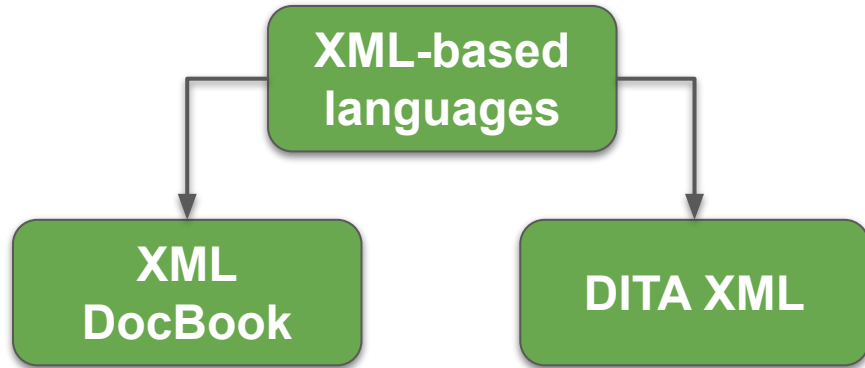 XML-based
languages
XML
DocBook
DITA XML